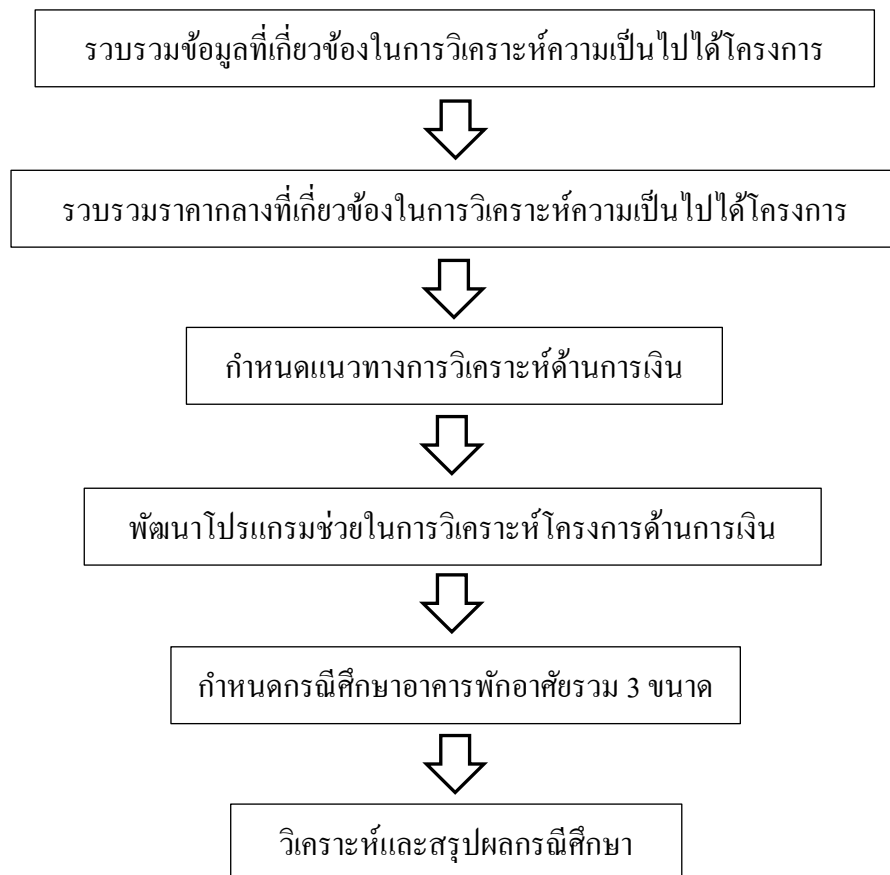 รวบรวมข้อมูลที่เกี่ยวข้องในการวิเคราะห์ความเป็นไปได้โครงการ
รวบรวมราคากลางที่เกี่ยวข้องในการวิเคราะห์ความเป็นไปได้โครงการ
กำหนดแนวทางการวิเคราะห์ด้านการเงิน
พัฒนาโปรแกรมช่วยในการวิเคราะห์โครงการด้านการเงิน
กำหนดกรณีศึกษาอาคารพักอาศัยรวม 3 ขนาด
วิเคราะห์และสรุปผลกรณีศึกษา